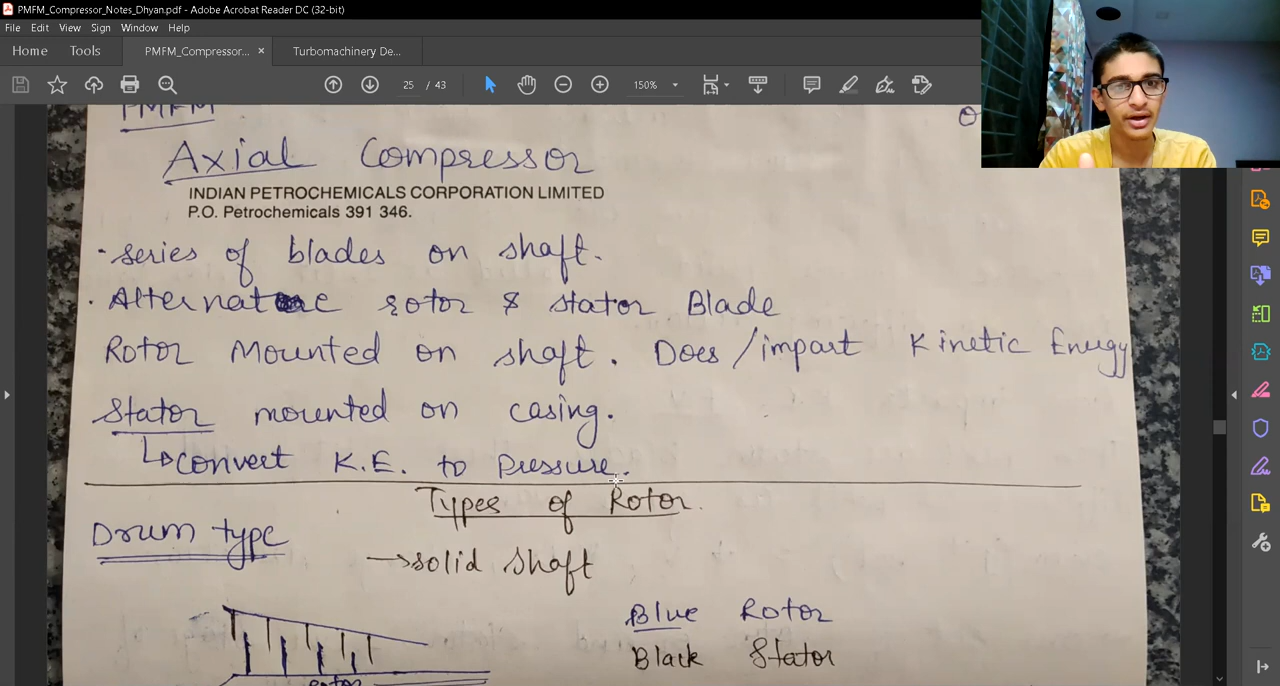 PMFM_Compressor_Notes_Dhyan.pdf - Adobe Acrobat Reader DC (32-bit)
File Edit View Sign Window Help
Home Tools PMFM_Compressor... × Turbomachinery De...
25 / 43 150%
PMFM
Axial Compressor
INDIAN PETROCHEMICALS CORPORATION LIMITED
P.O. Petrochemicals 391 346.
· series of blades on shaft.
· Alternate rotor & stator Blade
Rotor Mounted on shaft. Does/impart Kinetic Energy
Stator mounted on casing.
↳ convert K.E. to Pressure.
Types of Rotor.
Drum type
→ solid shaft
Blue Rotor
Black Stator
rotor